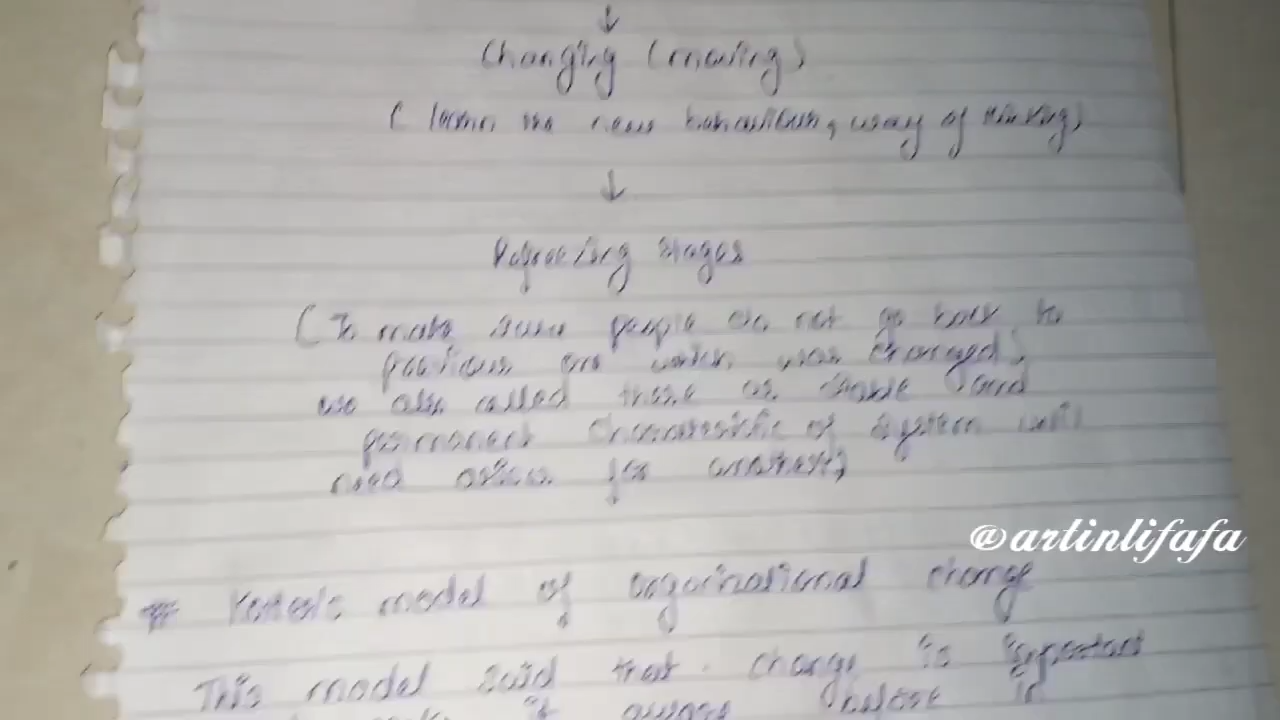 ↓
Changing (moving)
( learn the new behaviour, way of thinking)
↓
Refreezing stages
(To make sure people do not go back to
previous one which was changed,
we also called these as stable and
permanent characteristic of system until
need arises for another)
@artinlifafa
# Kotter's model of organizational change
This model said that change is important
it before